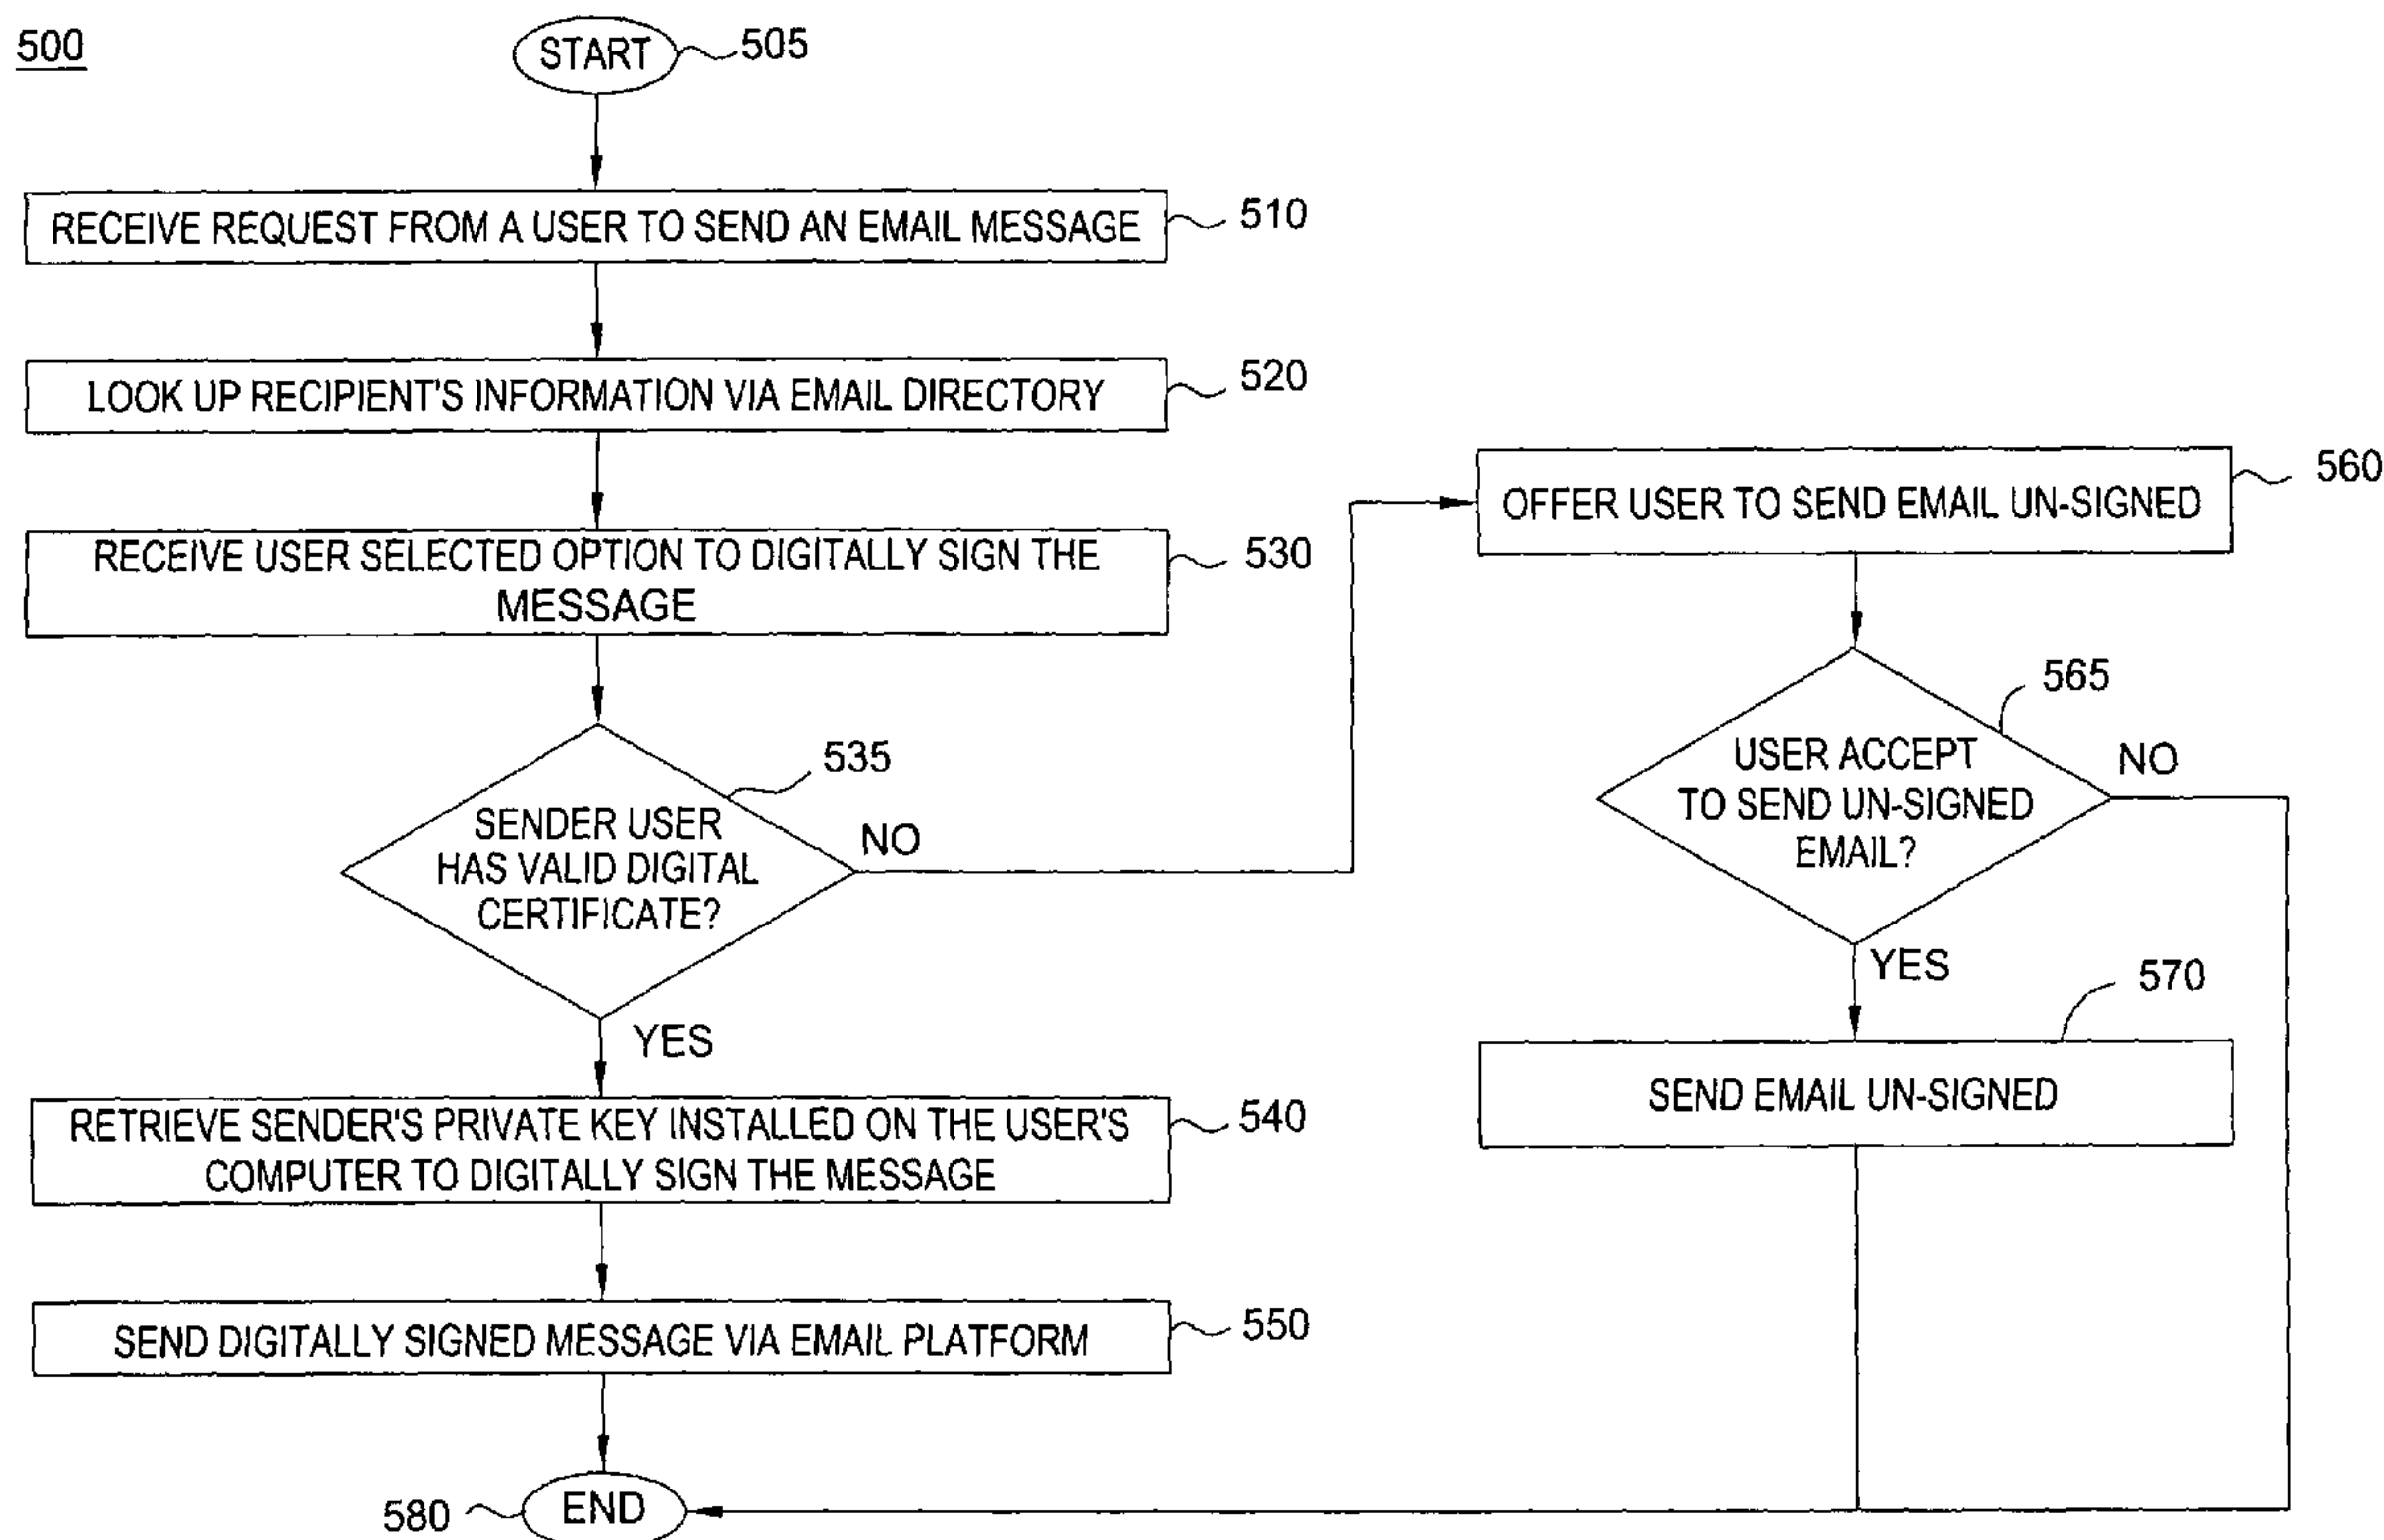 500
START
505
RECEIVE REQUEST FROM A USER TO SEND AN EMAIL MESSAGE
510
LOOK UP RECIPIENT'S INFORMATION VIA EMAIL DIRECTORY
520
RECEIVE USER SELECTED OPTION TO DIGITALLY SIGN THE
MESSAGE
530
SENDER USER
HAS VALID DIGITAL
CERTIFICATE?
535
NO
YES
RETRIEVE SENDER'S PRIVATE KEY INSTALLED ON THE USER'S
COMPUTER TO DIGITALLY SIGN THE MESSAGE
540
SEND DIGITALLY SIGNED MESSAGE VIA EMAIL PLATFORM
550
OFFER USER TO SEND EMAIL UN-SIGNED
560
USER ACCEPT
TO SEND UN-SIGNED
EMAIL?
565
NO
YES
SEND EMAIL UN-SIGNED
570
END
580